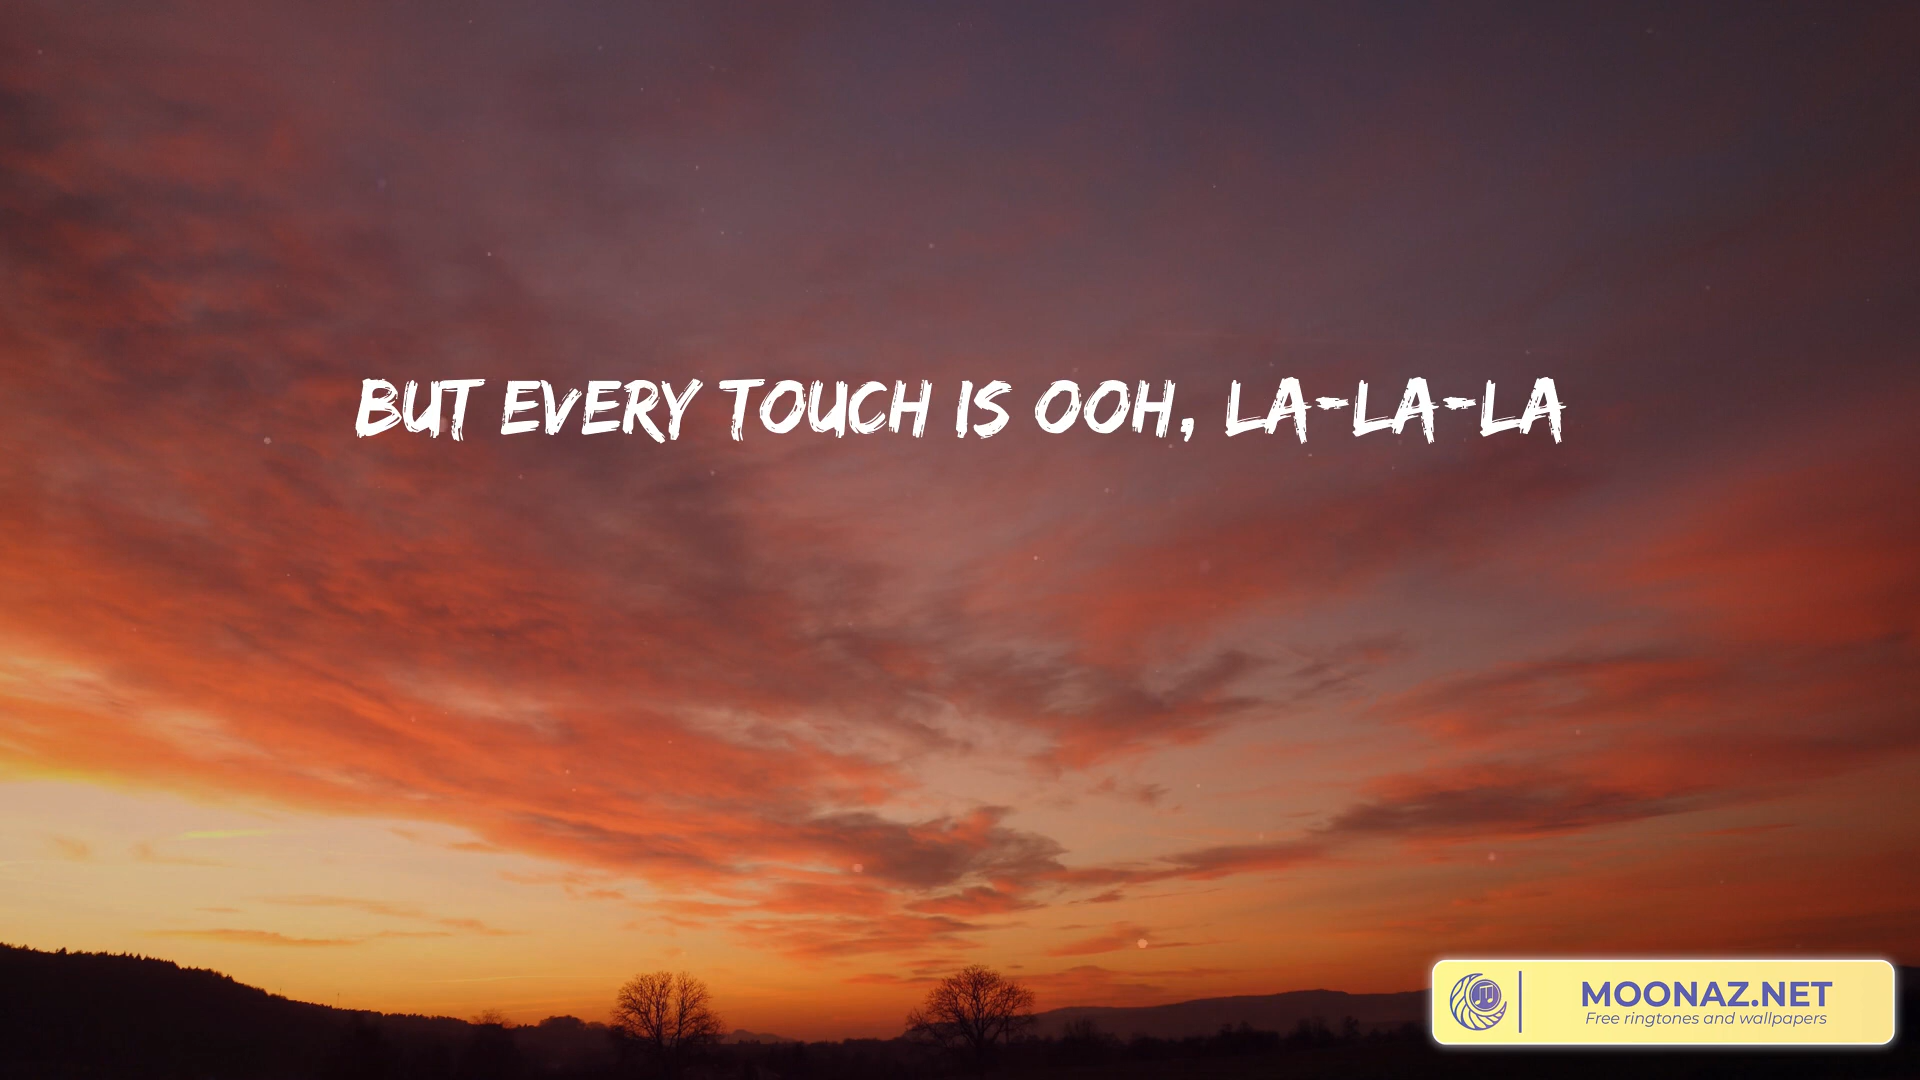 BUT EVERY TOUCH IS OOH, LA-LA-LA
MOONAZ.NET
Free ringtones and wallpapers